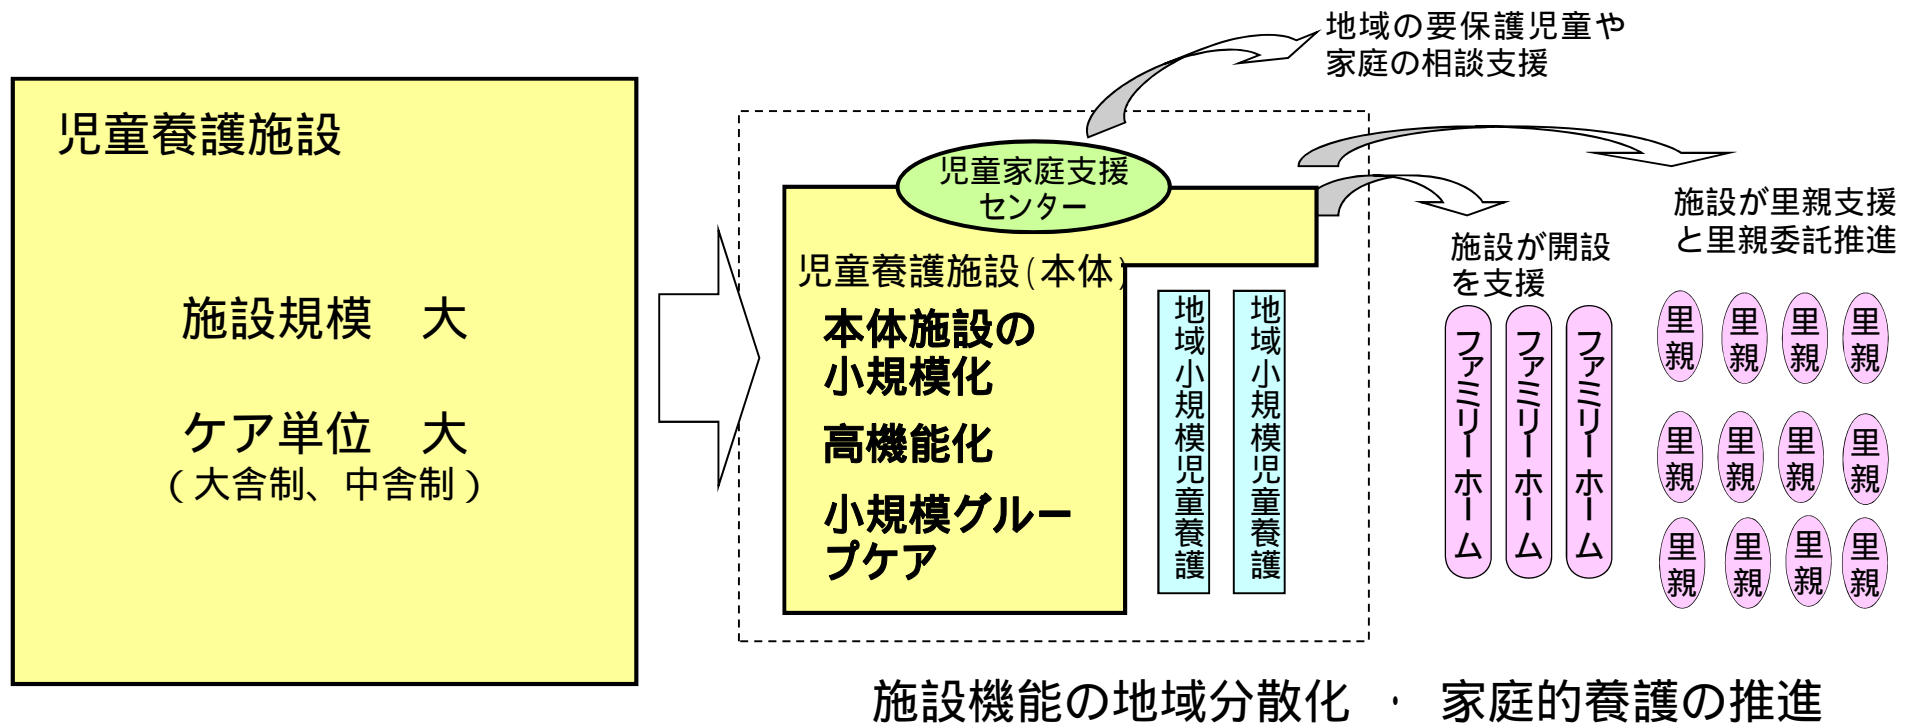 児童養護施設
施設規模　大
ケア単位　大
（大舎制、中舎制）
地域の要保護児童や
家庭の相談支援
児童家庭支援
センター
児童養護施設（本体）
本体施設の
小規模化
高機能化
小規模グルー
プケア
地域小規模児童養護
地域小規模児童養護
施設が開設
を支援
ファミリーホーム
ファミリーホーム
ファミリーホーム
施設が里親支援
と里親委託推進
里親
里親
里親
里親
里親
里親
里親
里親
里親
里親
里親
里親
施設機能の地域分散化　・　家庭的養護の推進